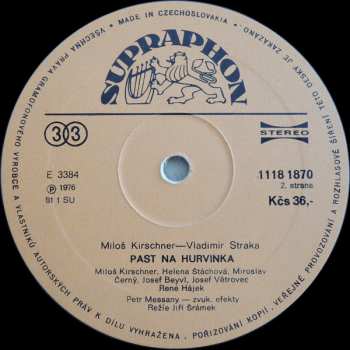 VŠECHNA PRÁVA GRAMOFONOVÉHO VÝROBCE A VLASTNÍKŮ AUTORSKÝCH PRÁV K DÍLU VYHRAŽENA. POŘIZOVÁNÍ KOPIÍ, VEŘEJNÉ PROVOZOVÁNÍ A ROZHLASOVÉ ŠÍŘENÍ TÉTO DESKY JE ZAKÁZÁNO
• MADE IN CZECHOSLOVAKIA •
SUPRAPHON
33
STEREO
E 3384
1118 1870
Ⓟ 1976
2. strana
St 1 SU
Kčs 36,-
Miloš Kirschner—Vladimír Straka
PAST NA HURVÍNKA
Miloš Kirschner, Helena Štáchová, Miroslav
Černý, Josef Beyvl, Josef Větrovec
René Hájek
Petr Messany — zvuk. efekty
Režie Jiří Šrámek